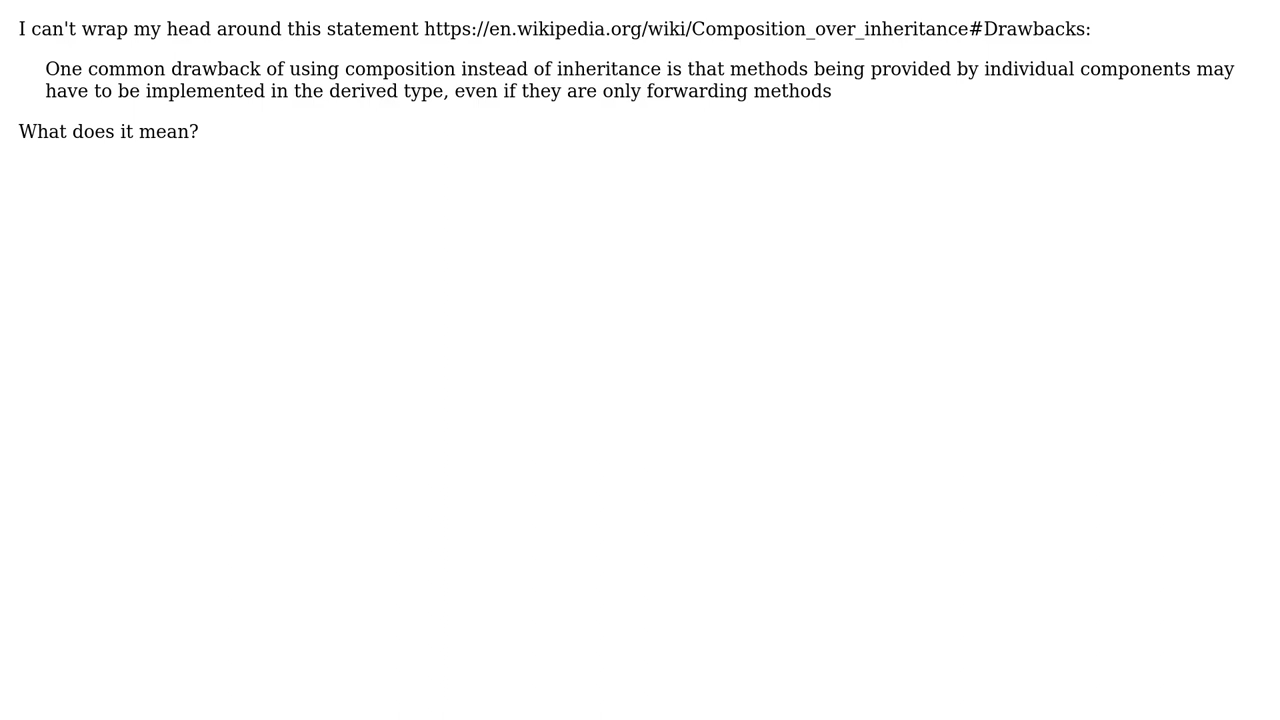 I can't wrap my head around this statement https://en.wikipedia.org/wiki/Composition_over_inheritance#Drawbacks:
One common drawback of using composition instead of inheritance is that methods being provided by individual components may
have to be implemented in the derived type, even if they are only forwarding methods
What does it mean?